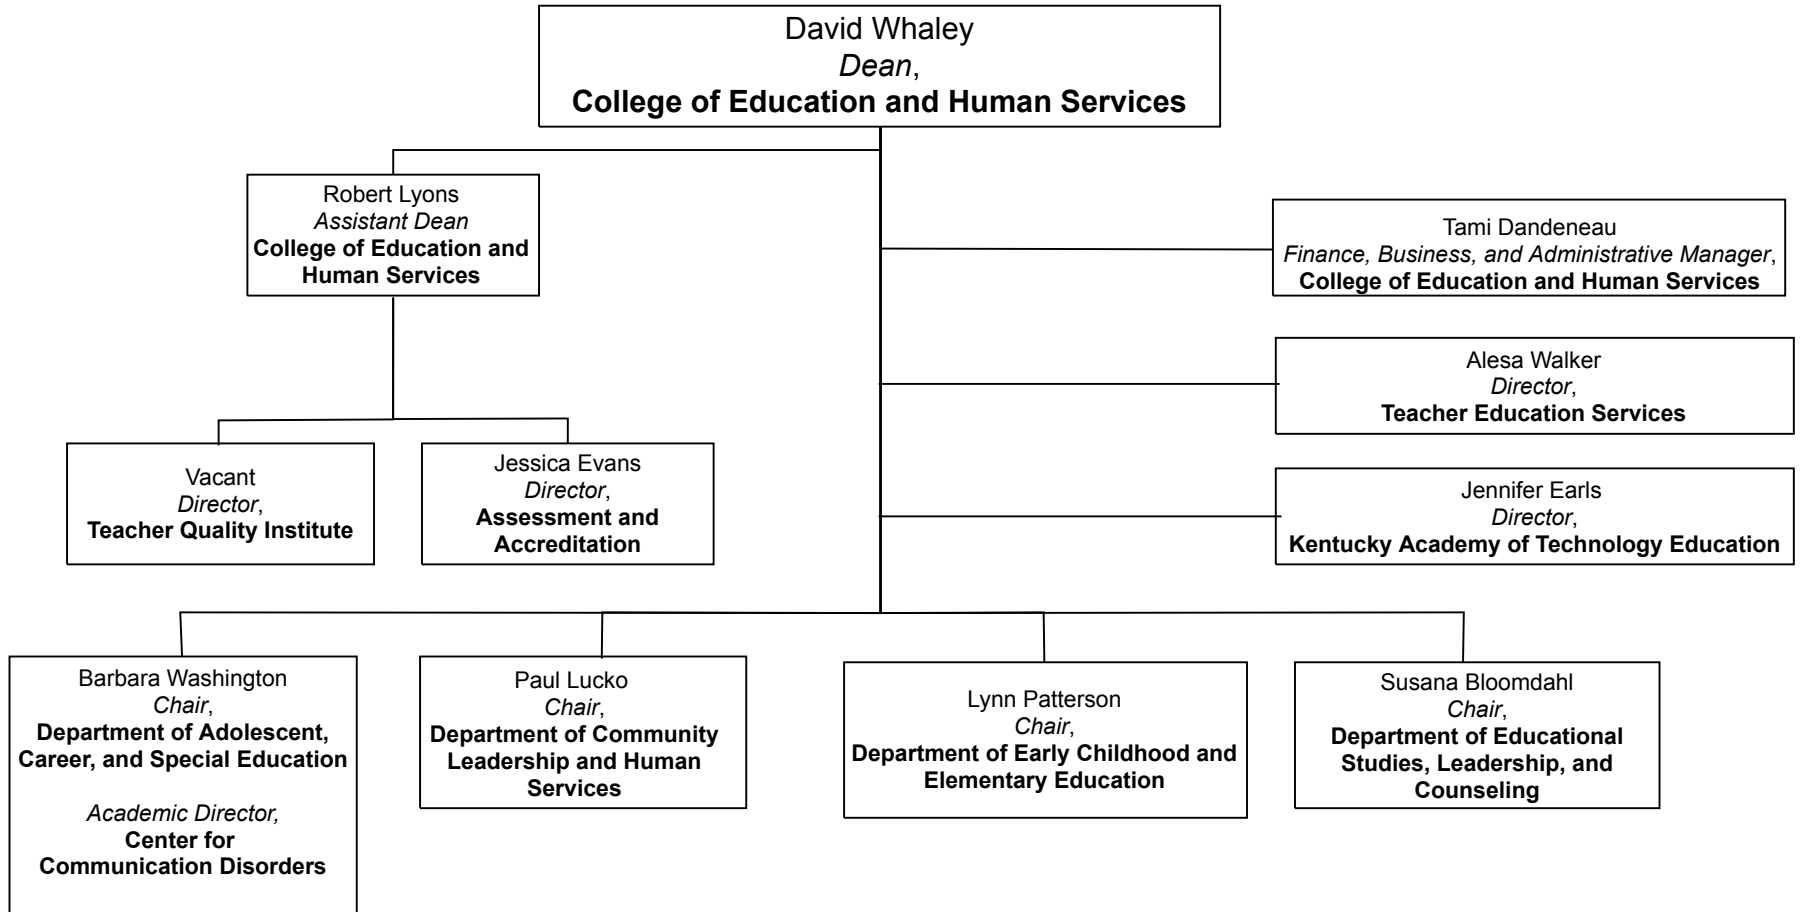 David Whaley
Dean,
College of Education and Human Services
Robert Lyons
Assistant Dean
College of Education and
Human Services
Tami Dandeneau
Finance, Business, and Administrative Manager,
College of Education and Human Services
Alesa Walker
Director,
Teacher Education Services
Vacant
Director,
Teacher Quality Institute
Jessica Evans
Director,
Assessment and
Accreditation
Jennifer Earls
Director,
Kentucky Academy of Technology Education
Barbara Washington
Chair,
Department of Adolescent,
Career, and Special Education
Academic Director,
Center for
Communication Disorders
Paul Lucko
Chair,
Department of Community
Leadership and Human
Services
Lynn Patterson
Chair,
Department of Early Childhood and
Elementary Education
Susana Bloomdahl
Chair,
Department of Educational
Studies, Leadership, and
Counseling